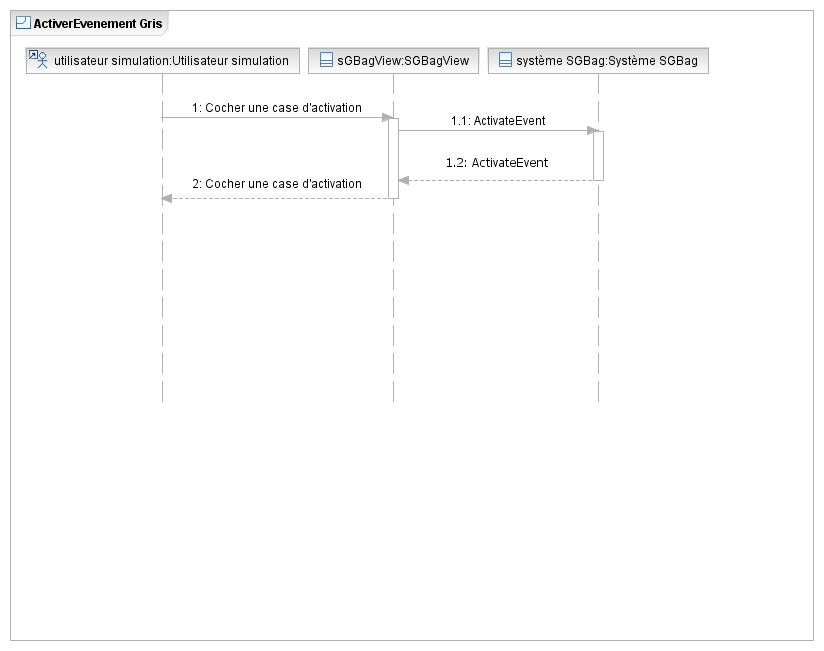 ActiverEvenement Gris
utilisateur simulation:Utilisateur simulation
sGBagView:SGBagView
système SGBag:Système SGBag
1: Cocher une case d'activation
1.1: ActivateEvent
1.2: ActivateEvent
2: Cocher une case d'activation